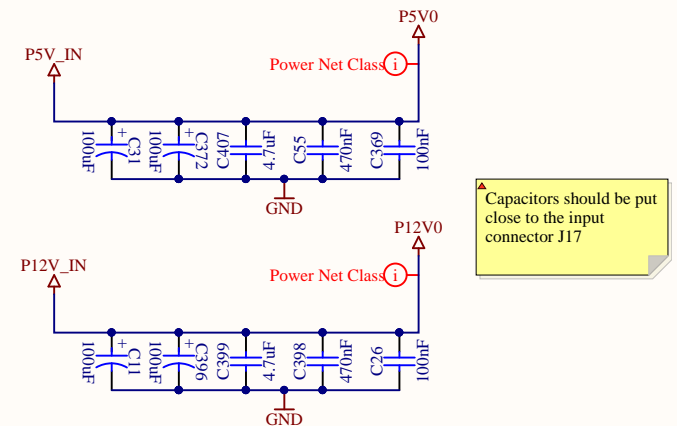 P5V0
P5V_IN
Power Net Class
i
+
C31
100uF
+
C372
100uF
C407
4.7uF
C55
470nF
C369
100nF
GND
Capacitors should be put
close to the input
connector J17
P12V0
P12V_IN
Power Net Class
i
+
C11
100uF
+
C396
100uF
C399
4.7uF
C398
470nF
C26
100nF
GND